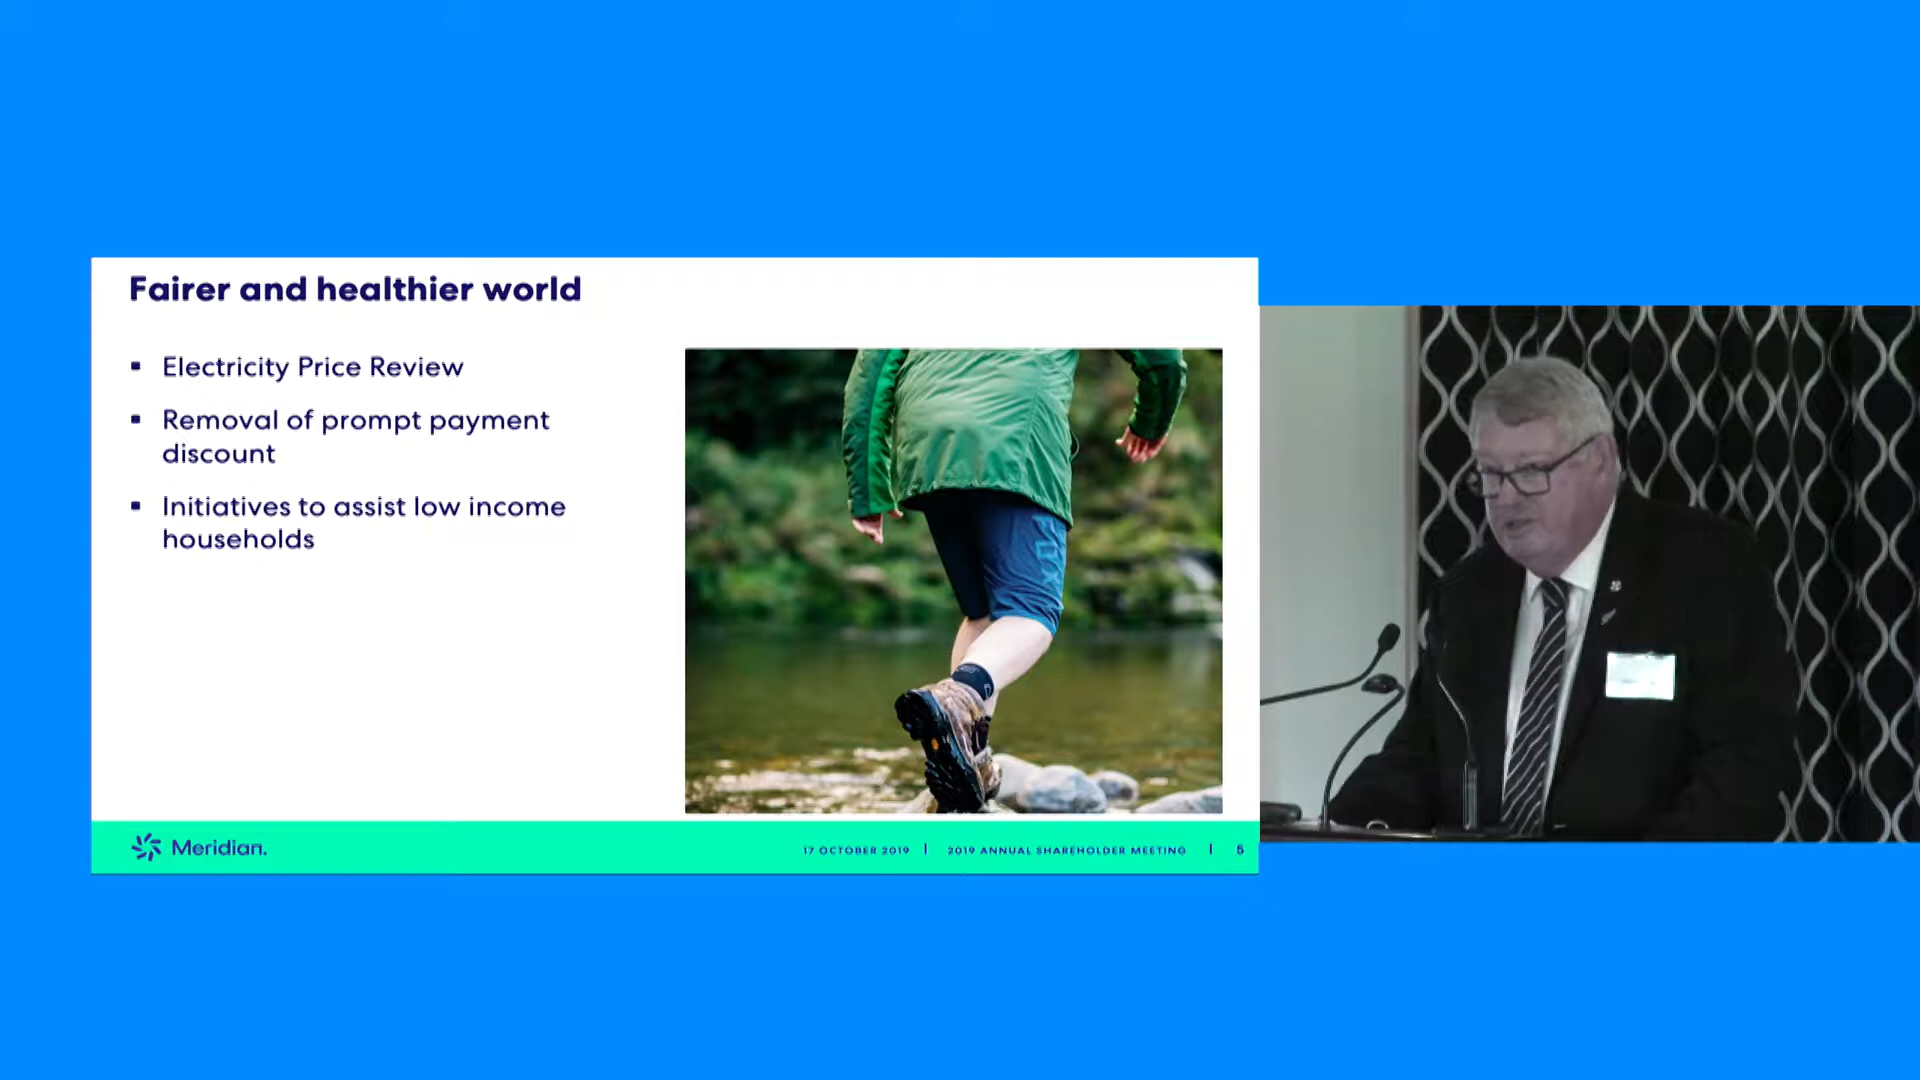 Fairer and healthier world
▪ Electricity Price Review
▪ Removal of prompt payment
discount
▪ Initiatives to assist low income
households
Meridian.
17 OCTOBER 2019 | 2019 ANNUAL SHAREHOLDER MEETING | 5